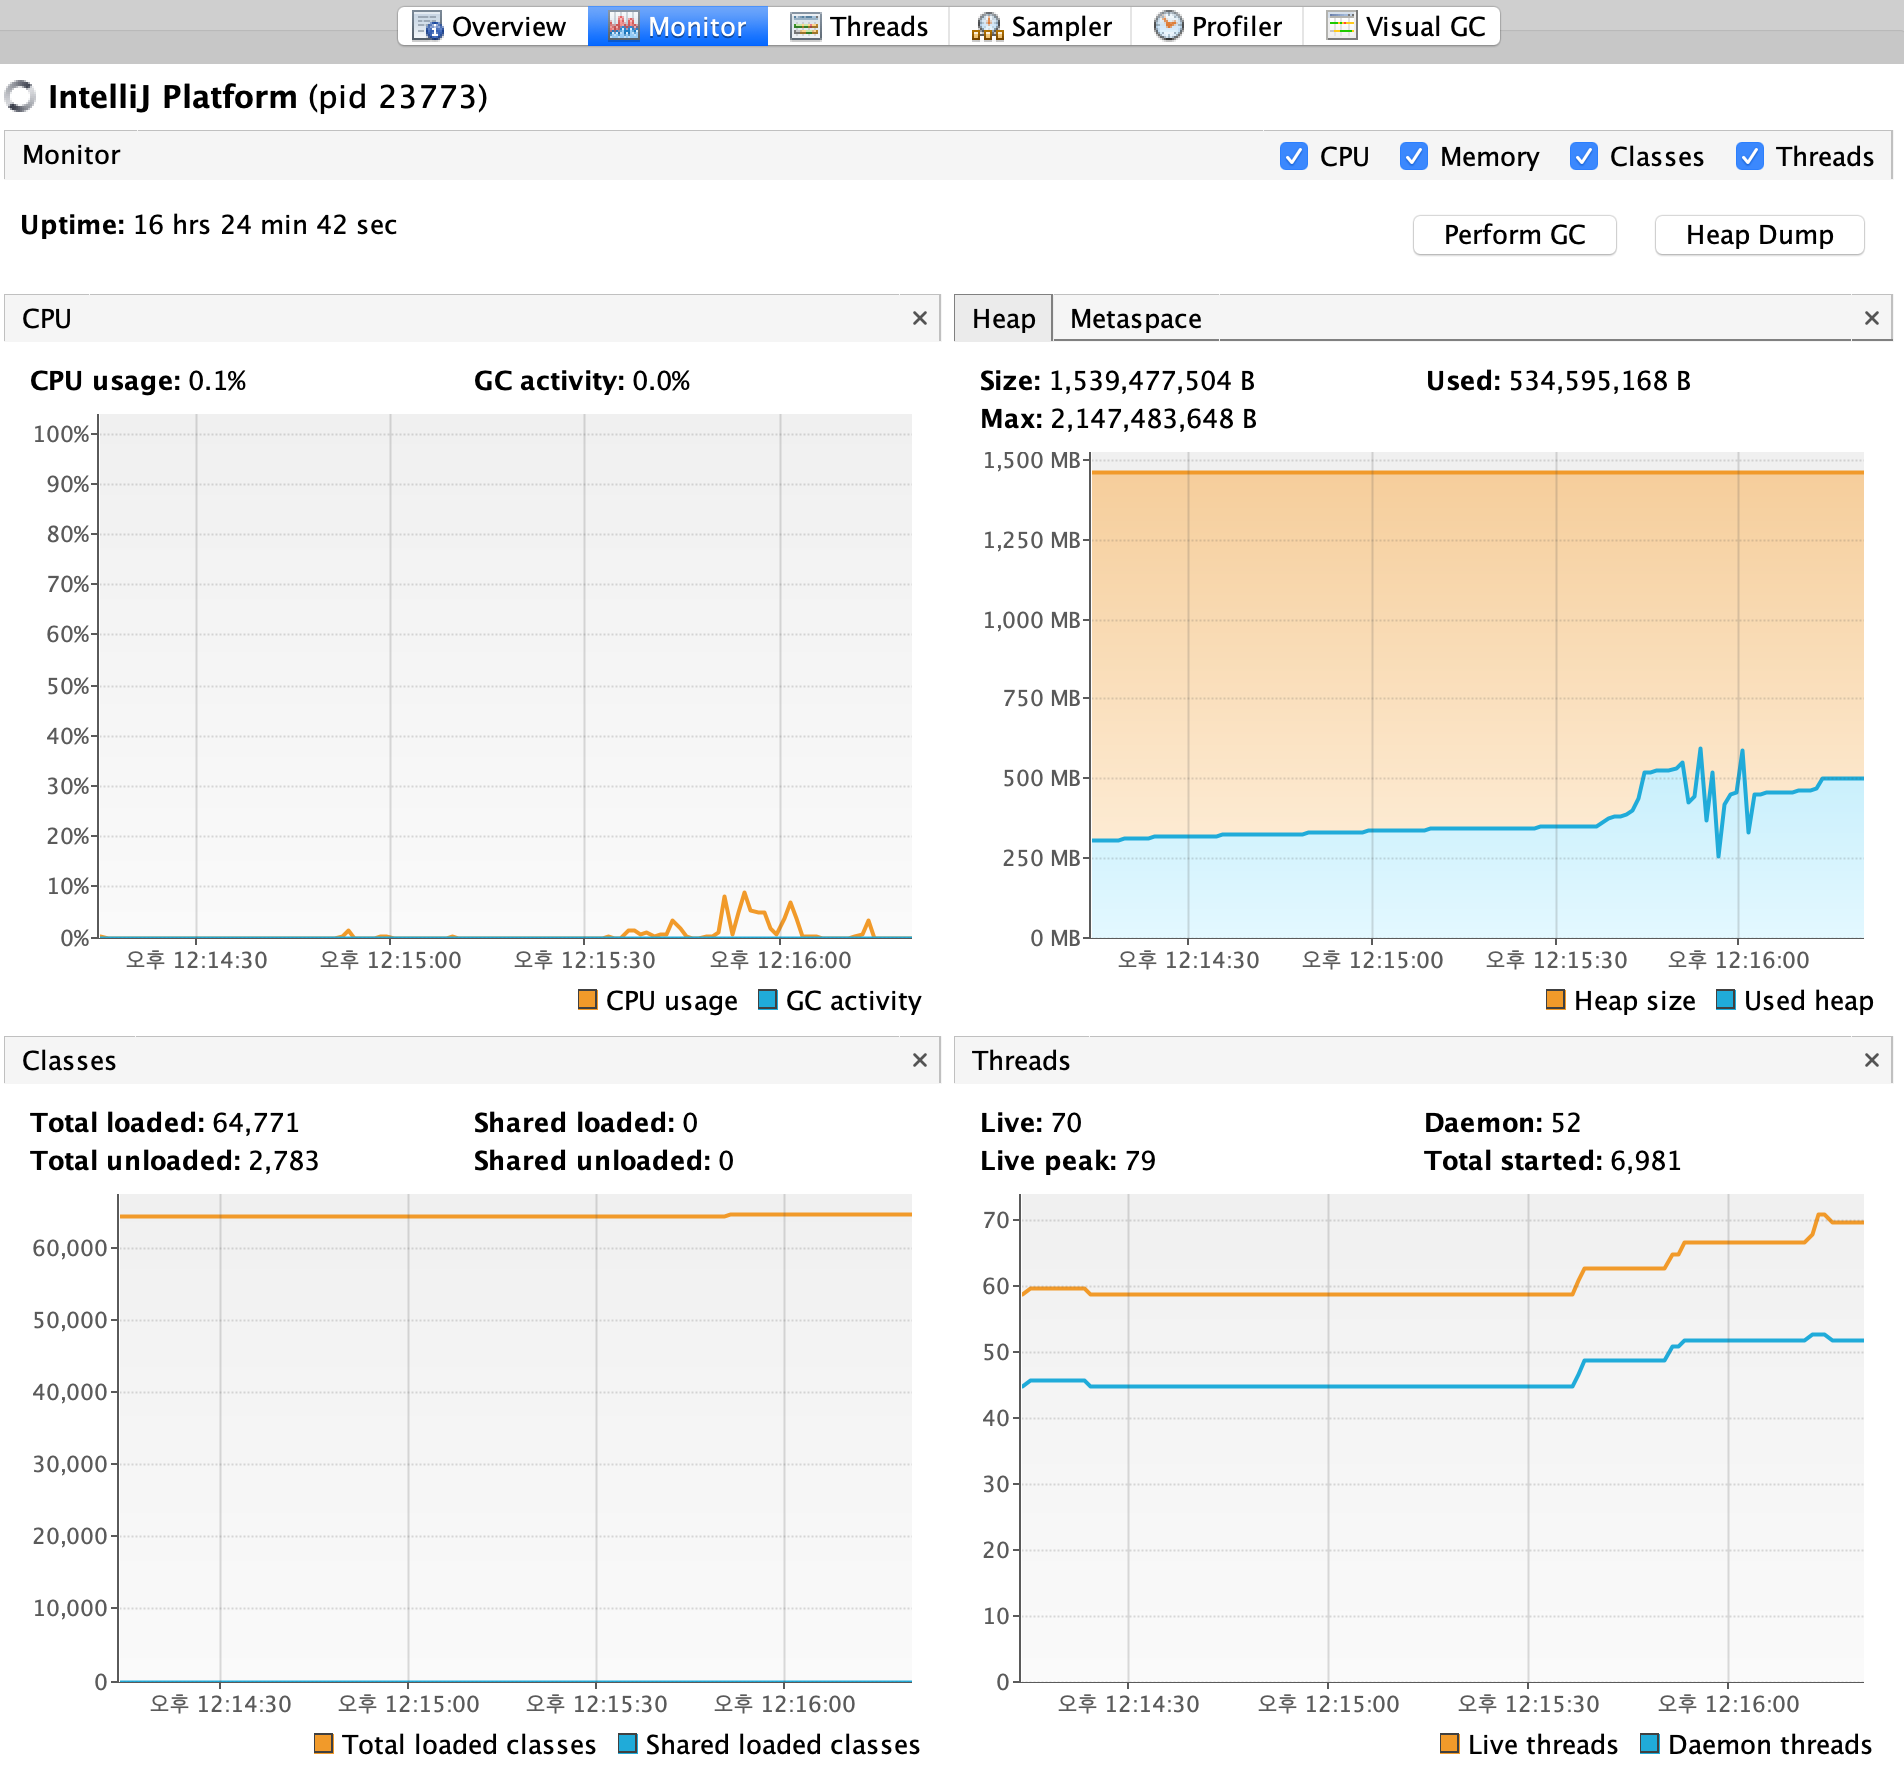 Overview Monitor Threads Sampler Profiler Visual GC
IntelliJ Platform (pid 23773)
Monitor CPU Memory Classes Threads
Uptime: 16 hrs 24 min 42 sec Perform GC Heap Dump
CPU ×
CPU usage: 0.1% GC activity: 0.0%
100%
90%
80%
70%
60%
50%
40%
30%
20%
10%
0%
오후 12:14:30 오후 12:15:00 오후 12:15:30 오후 12:16:00
CPU usage GC activity
Heap Metaspace ×
Size: 1,539,477,504 B Used: 534,595,168 B
Max: 2,147,483,648 B
1,500 MB
1,250 MB
1,000 MB
750 MB
500 MB
250 MB
0 MB
오후 12:14:30 오후 12:15:00 오후 12:15:30 오후 12:16:00
Heap size Used heap
Classes ×
Total loaded: 64,771 Shared loaded: 0
Total unloaded: 2,783 Shared unloaded: 0
60,000
50,000
40,000
30,000
20,000
10,000
0
오후 12:14:30 오후 12:15:00 오후 12:15:30 오후 12:16:00
Total loaded classes Shared loaded classes
Threads ×
Live: 70 Daemon: 52
Live peak: 79 Total started: 6,981
70
60
50
40
30
20
10
0
오후 12:14:30 오후 12:15:00 오후 12:15:30 오후 12:16:00
Live threads Daemon threads